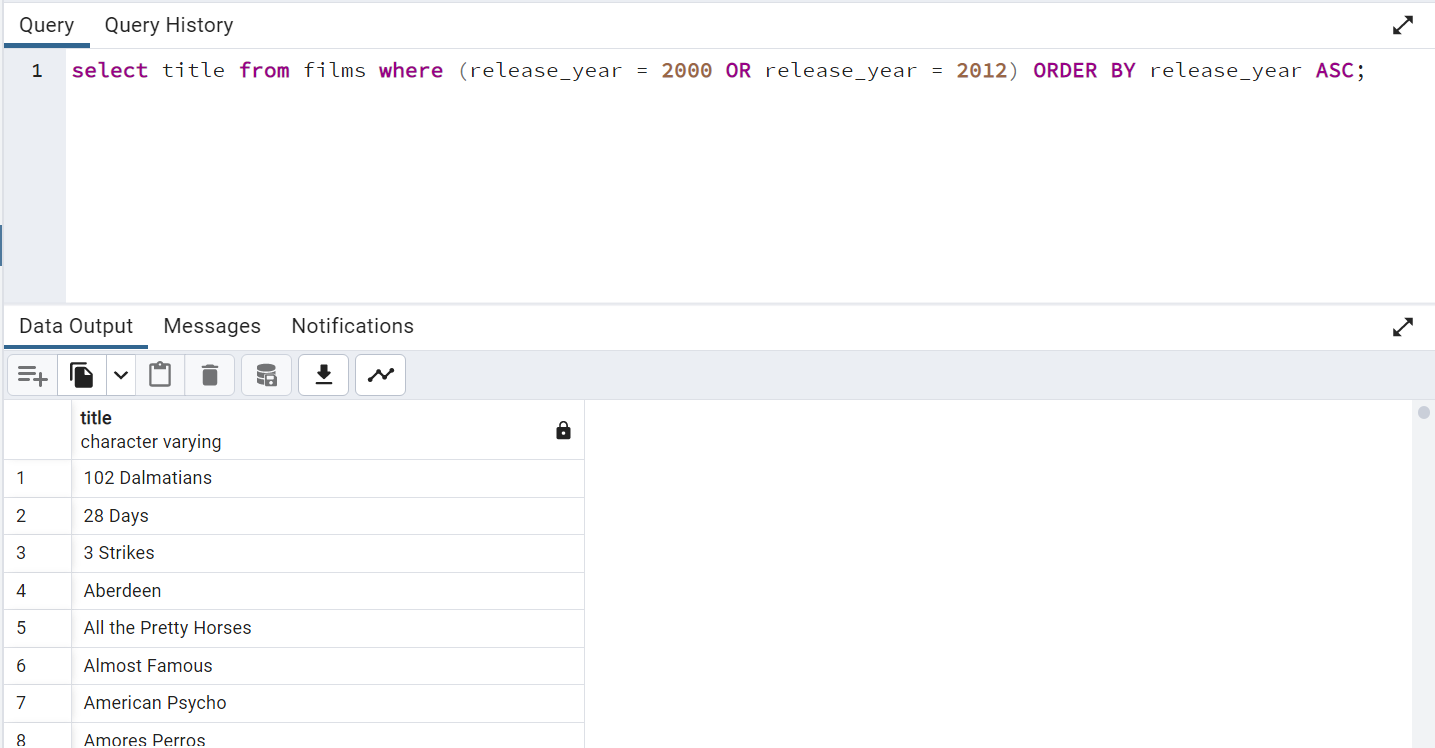 Query Query History
1 select title from films where (release_year = 2000 OR release_year = 2012) ORDER BY release_year ASC;
Data Output Messages Notifications
title
character varying
1 102 Dalmatians
2 28 Days
3 3 Strikes
4 Aberdeen
5 All the Pretty Horses
6 Almost Famous
7 American Psycho
8 Amores Perros